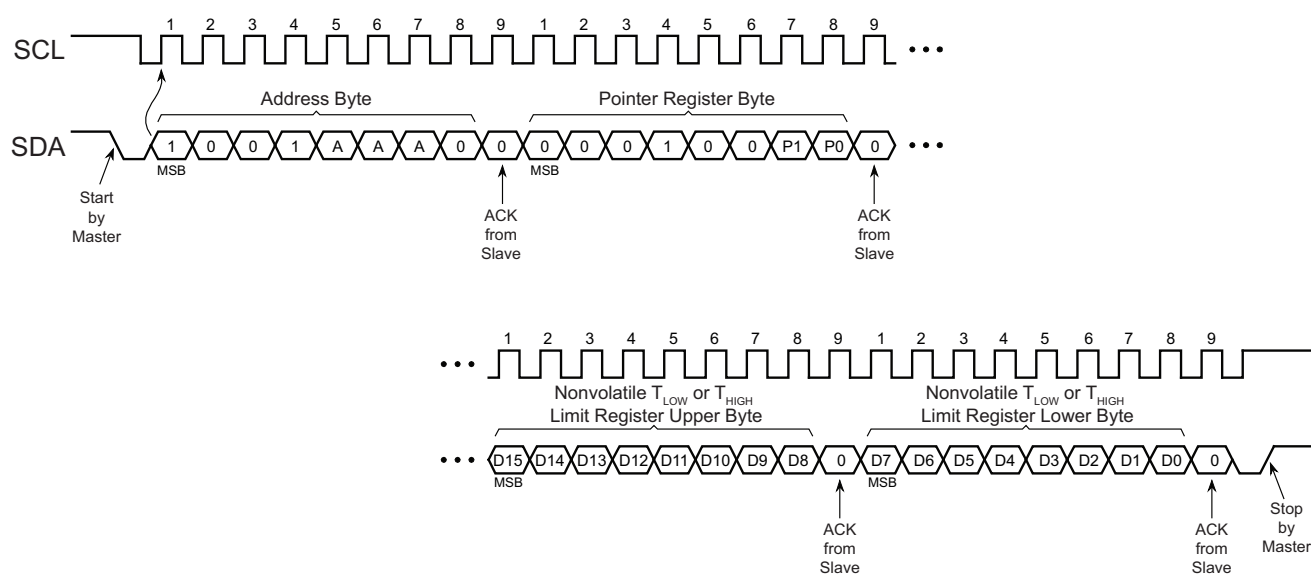 1 2 3 4 5 6 7 8 9 1 2 3 4 5 6 7 8 9
SCL
Address Byte Pointer Register Byte
SDA 1 0 0 1 A A A 0 0 0 0 0 1 0 0 P1 P0 0
MSB MSB
Start
by
Master
ACK
from
Slave
ACK
from
Slave
1 2 3 4 5 6 7 8 9 1 2 3 4 5 6 7 8 9
Nonvolatile TLOW or THIGH
Limit Register Upper Byte
Nonvolatile TLOW or THIGH
Limit Register Lower Byte
D15 D14 D13 D12 D11 D10 D9 D8 0 D7 D6 D5 D4 D3 D2 D1 D0 0
MSB MSB
ACK
from
Slave
ACK
from
Slave
Stop
by
Master